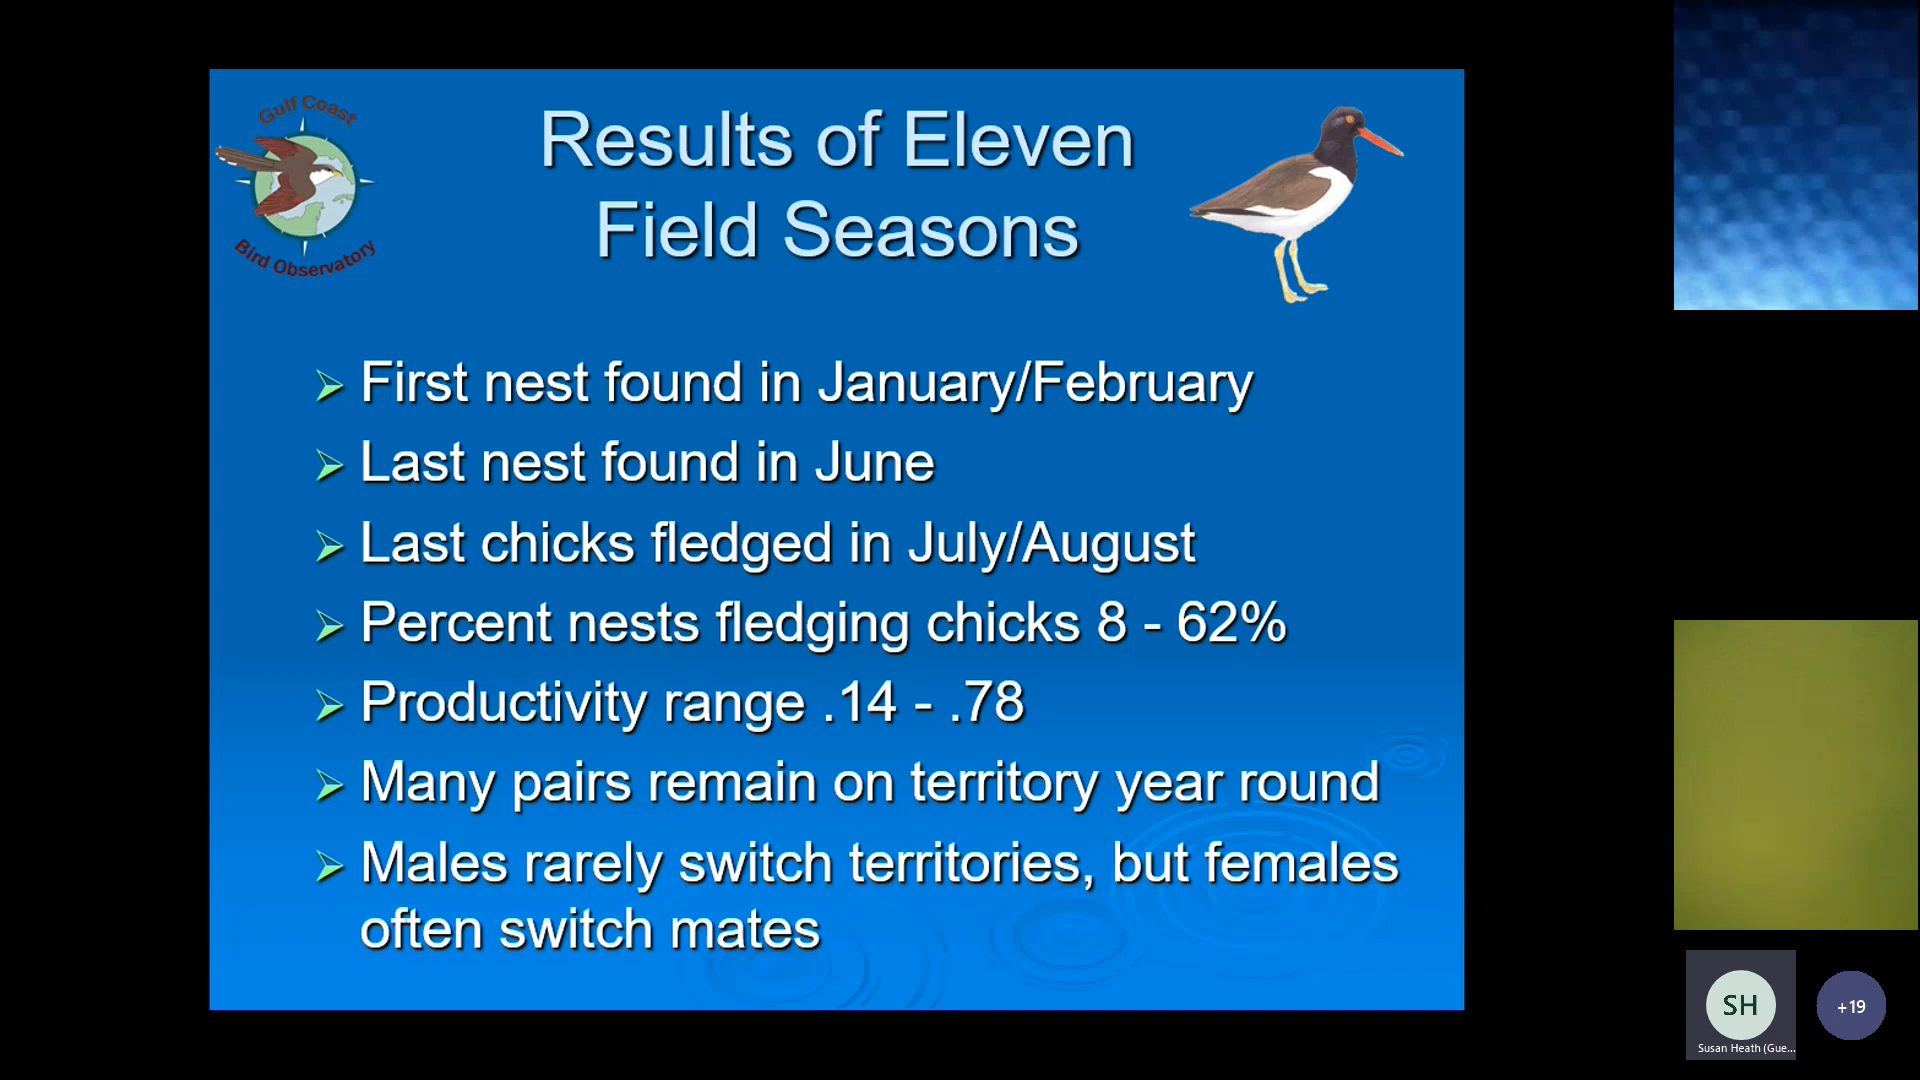 Gulf Coast
Bird Observatory
Results of Eleven
Field Seasons
First nest found in January/February
Last nest found in June
Last chicks fledged in July/August
Percent nests fledging chicks 8 - 62%
Productivity range .14 - .78
Many pairs remain on territory year round
Males rarely switch territories, but females
often switch mates
SH
+19
Susan Heath (Gue...